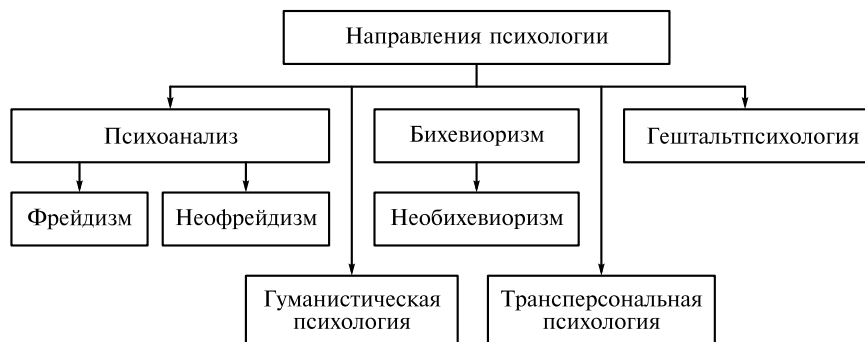 Направления психологии
Психоанализ
Бихевиоризм
Гештальтпсихология
Фрейдизм
Неофрейдизм
Необихевиоризм
Гуманистическая
психология
Трансперсональная
психология